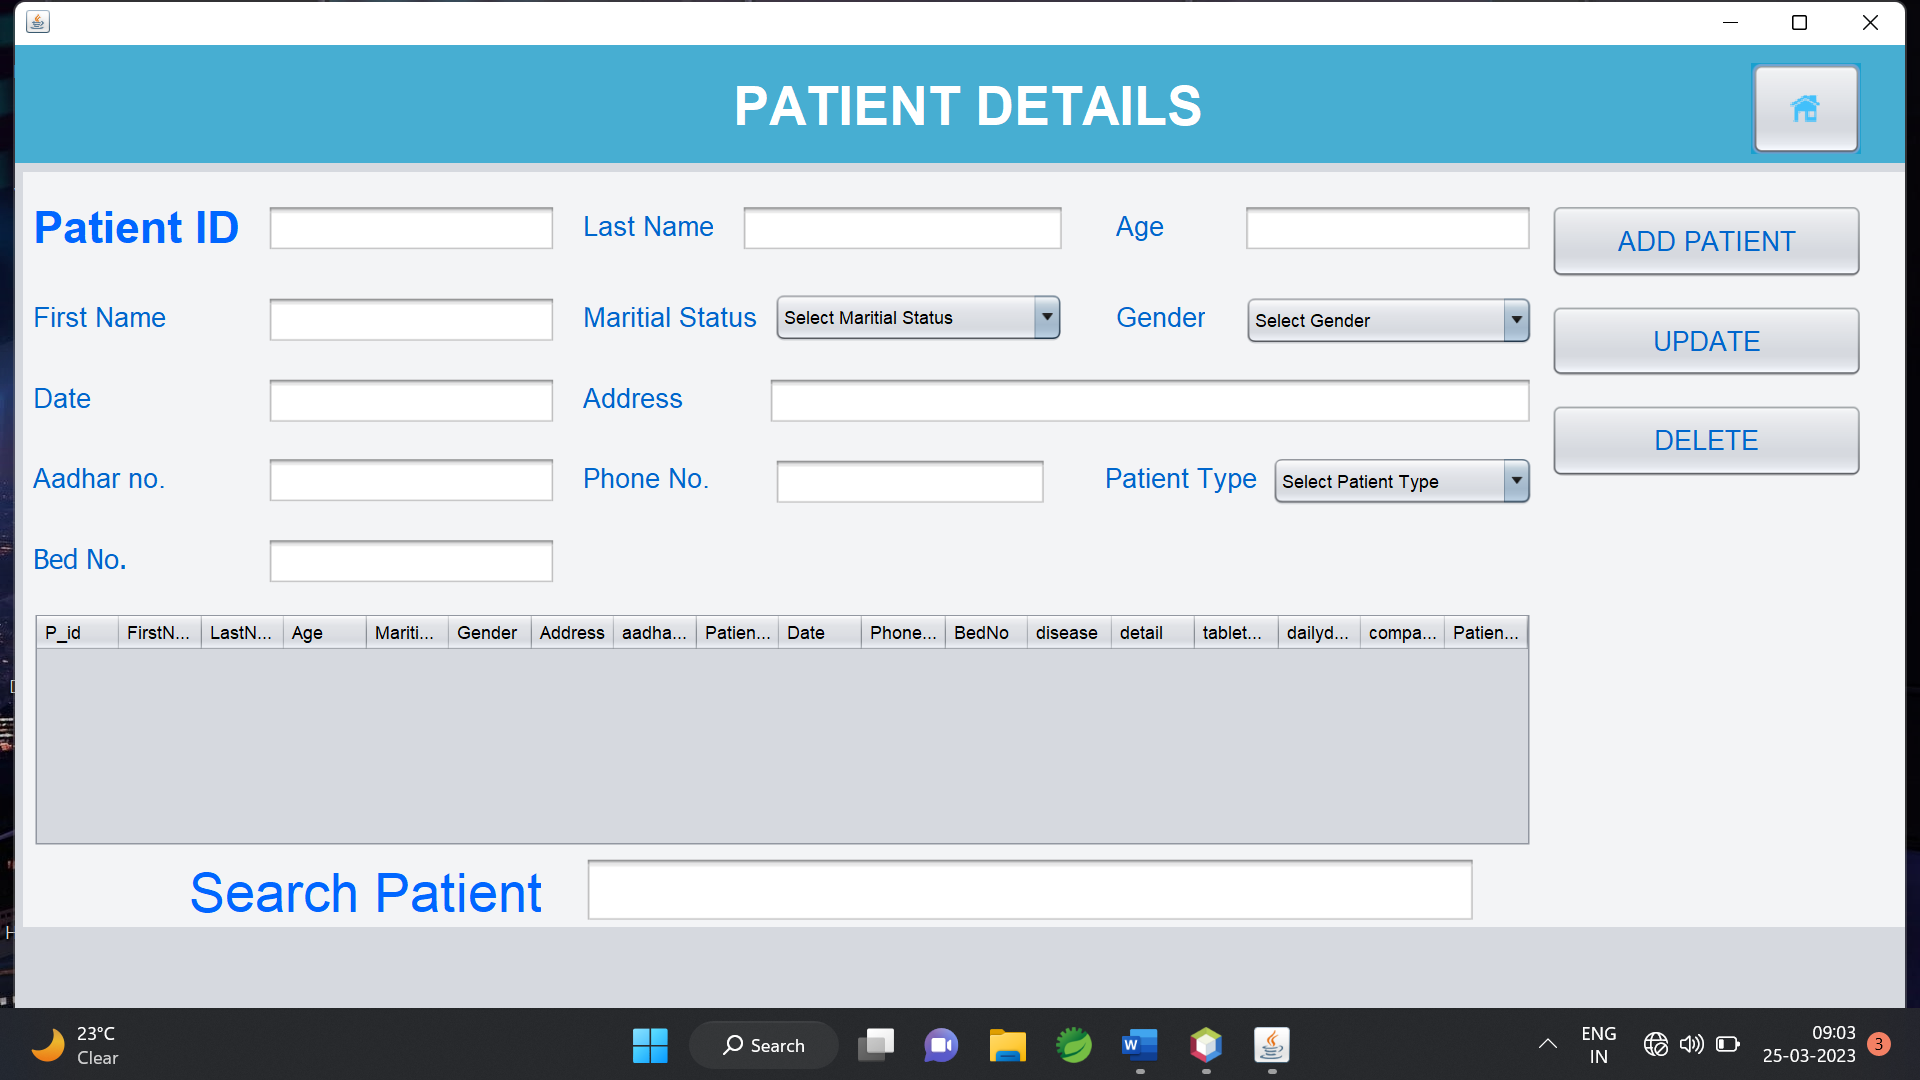 PATIENT DETAILS
Patient ID Last Name Age ADD PATIENT
First Name Maritial Status Select Maritial Status Gender Select Gender UPDATE
Date Address DELETE
Aadhar no. Phone No. Patient Type Select Patient Type
Bed No.
P_id FirstN... LastN... Age Mariti... Gender Address aadha... Patien... Date Phone... BedNo disease detail tablet... dailyd... compa... Patien...
Search Patient
23°C
Clear
Search
W
ENG
IN
09:03
25-03-2023
3